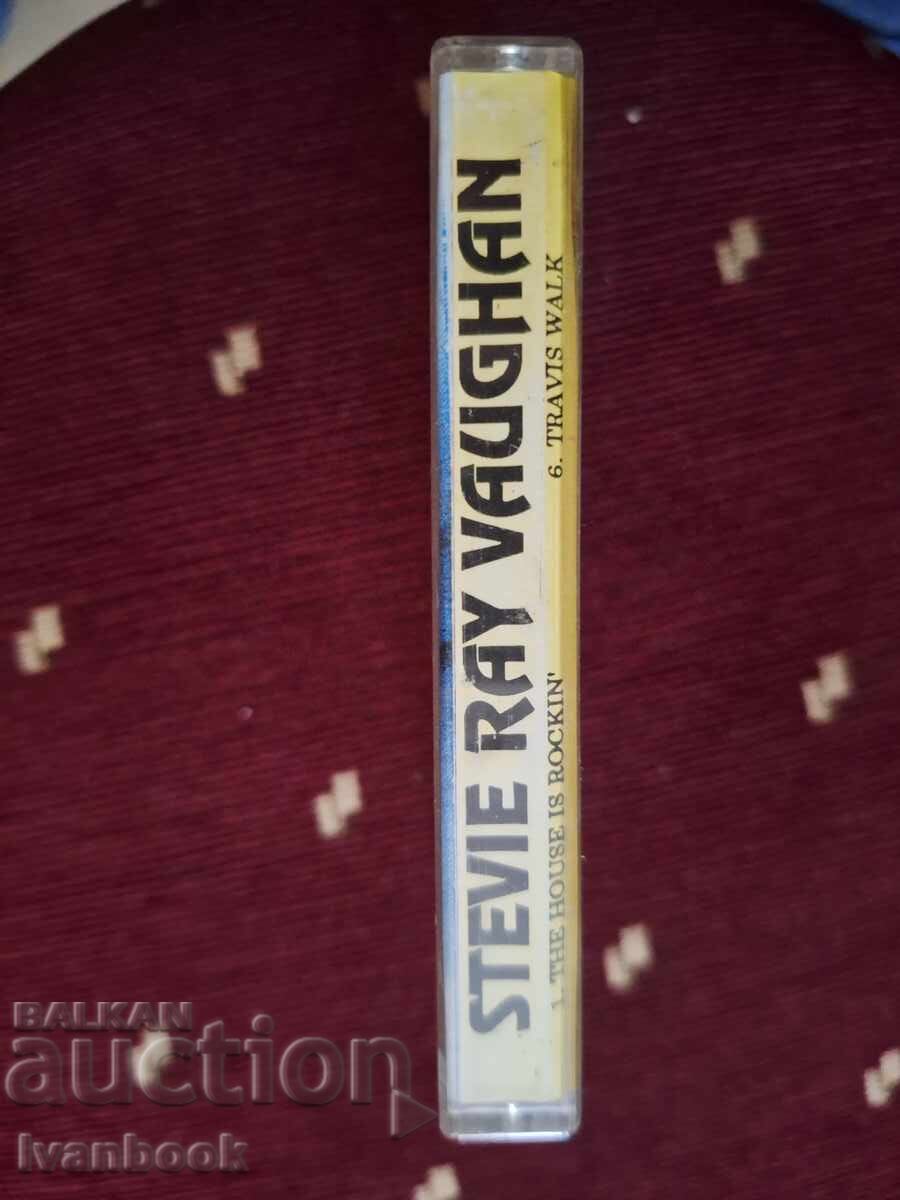 STEVIE RAY VAUGHAN
1. THE HOUSE IS ROCKIN'
6. TRAVIS WALK
BALKAN
auction
Ivanbook